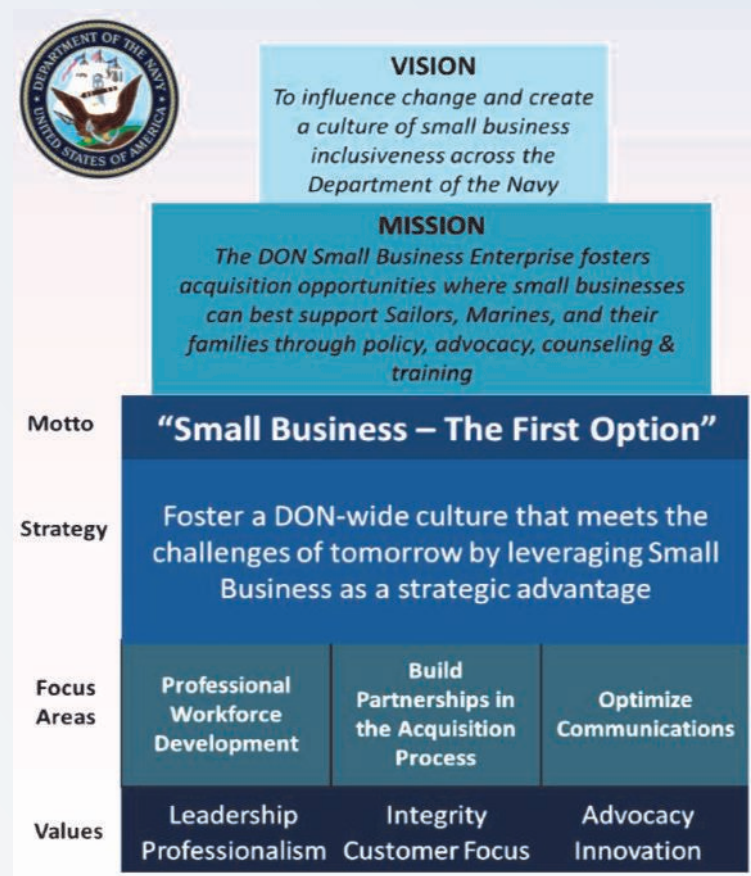 DEPARTMENT OF THE NAVY
UNITED STATES OF AMERICA
VISION
To influence change and create
a culture of small business
inclusiveness across the
Department of the Navy
MISSION
The DON Small Business Enterprise fosters
acquisition opportunities where small businesses
can best support Sailors, Marines, and their
families through policy, advocacy, counseling &
training
Motto
“Small Business – The First Option”
Strategy
Foster a DON-wide culture that meets the
challenges of tomorrow by leveraging Small
Business as a strategic advantage
Focus
Areas
Professional
Workforce
Development
Build
Partnerships in
the Acquisition
Process
Optimize
Communications
Values
Leadership
Professionalism
Integrity
Customer Focus
Advocacy
Innovation